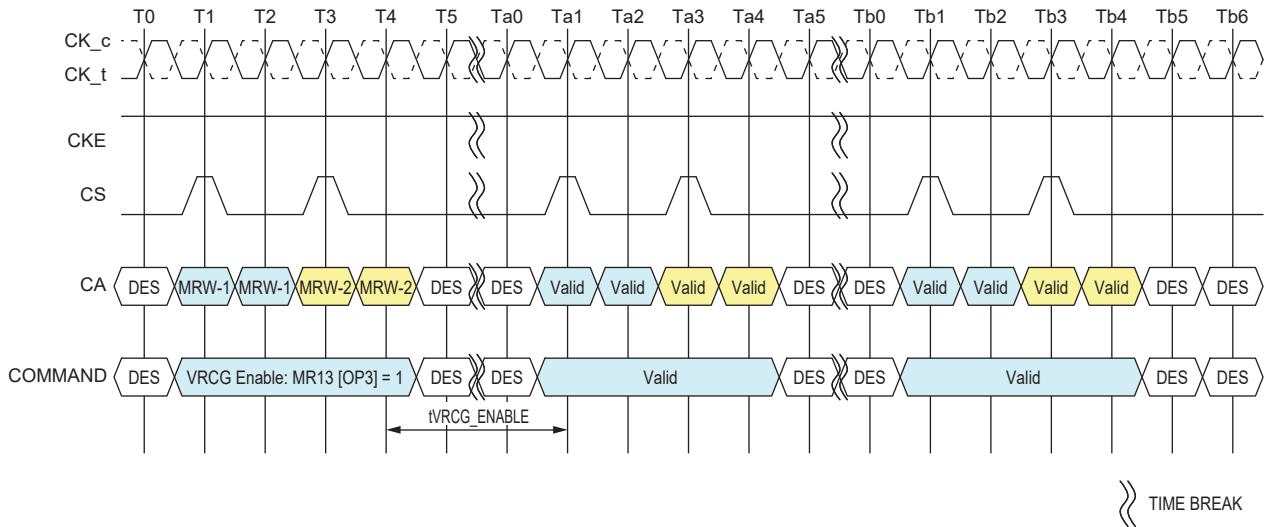 T0 T1 T2 T3 T4 T5 Ta0 Ta1 Ta2 Ta3 Ta4 Ta5 Tb0 Tb1 Tb2 Tb3 Tb4 Tb5 Tb6
CK_c
CK_t
CKE
CS
CA DES MRW-1 MRW-1 MRW-2 MRW-2 DES DES Valid Valid Valid Valid DES DES Valid Valid Valid Valid DES DES
COMMAND DES VRCG Enable: MR13 [OP3] = 1 DES DES Valid DES DES Valid DES DES
tVRCG_ENABLE
TIME BREAK